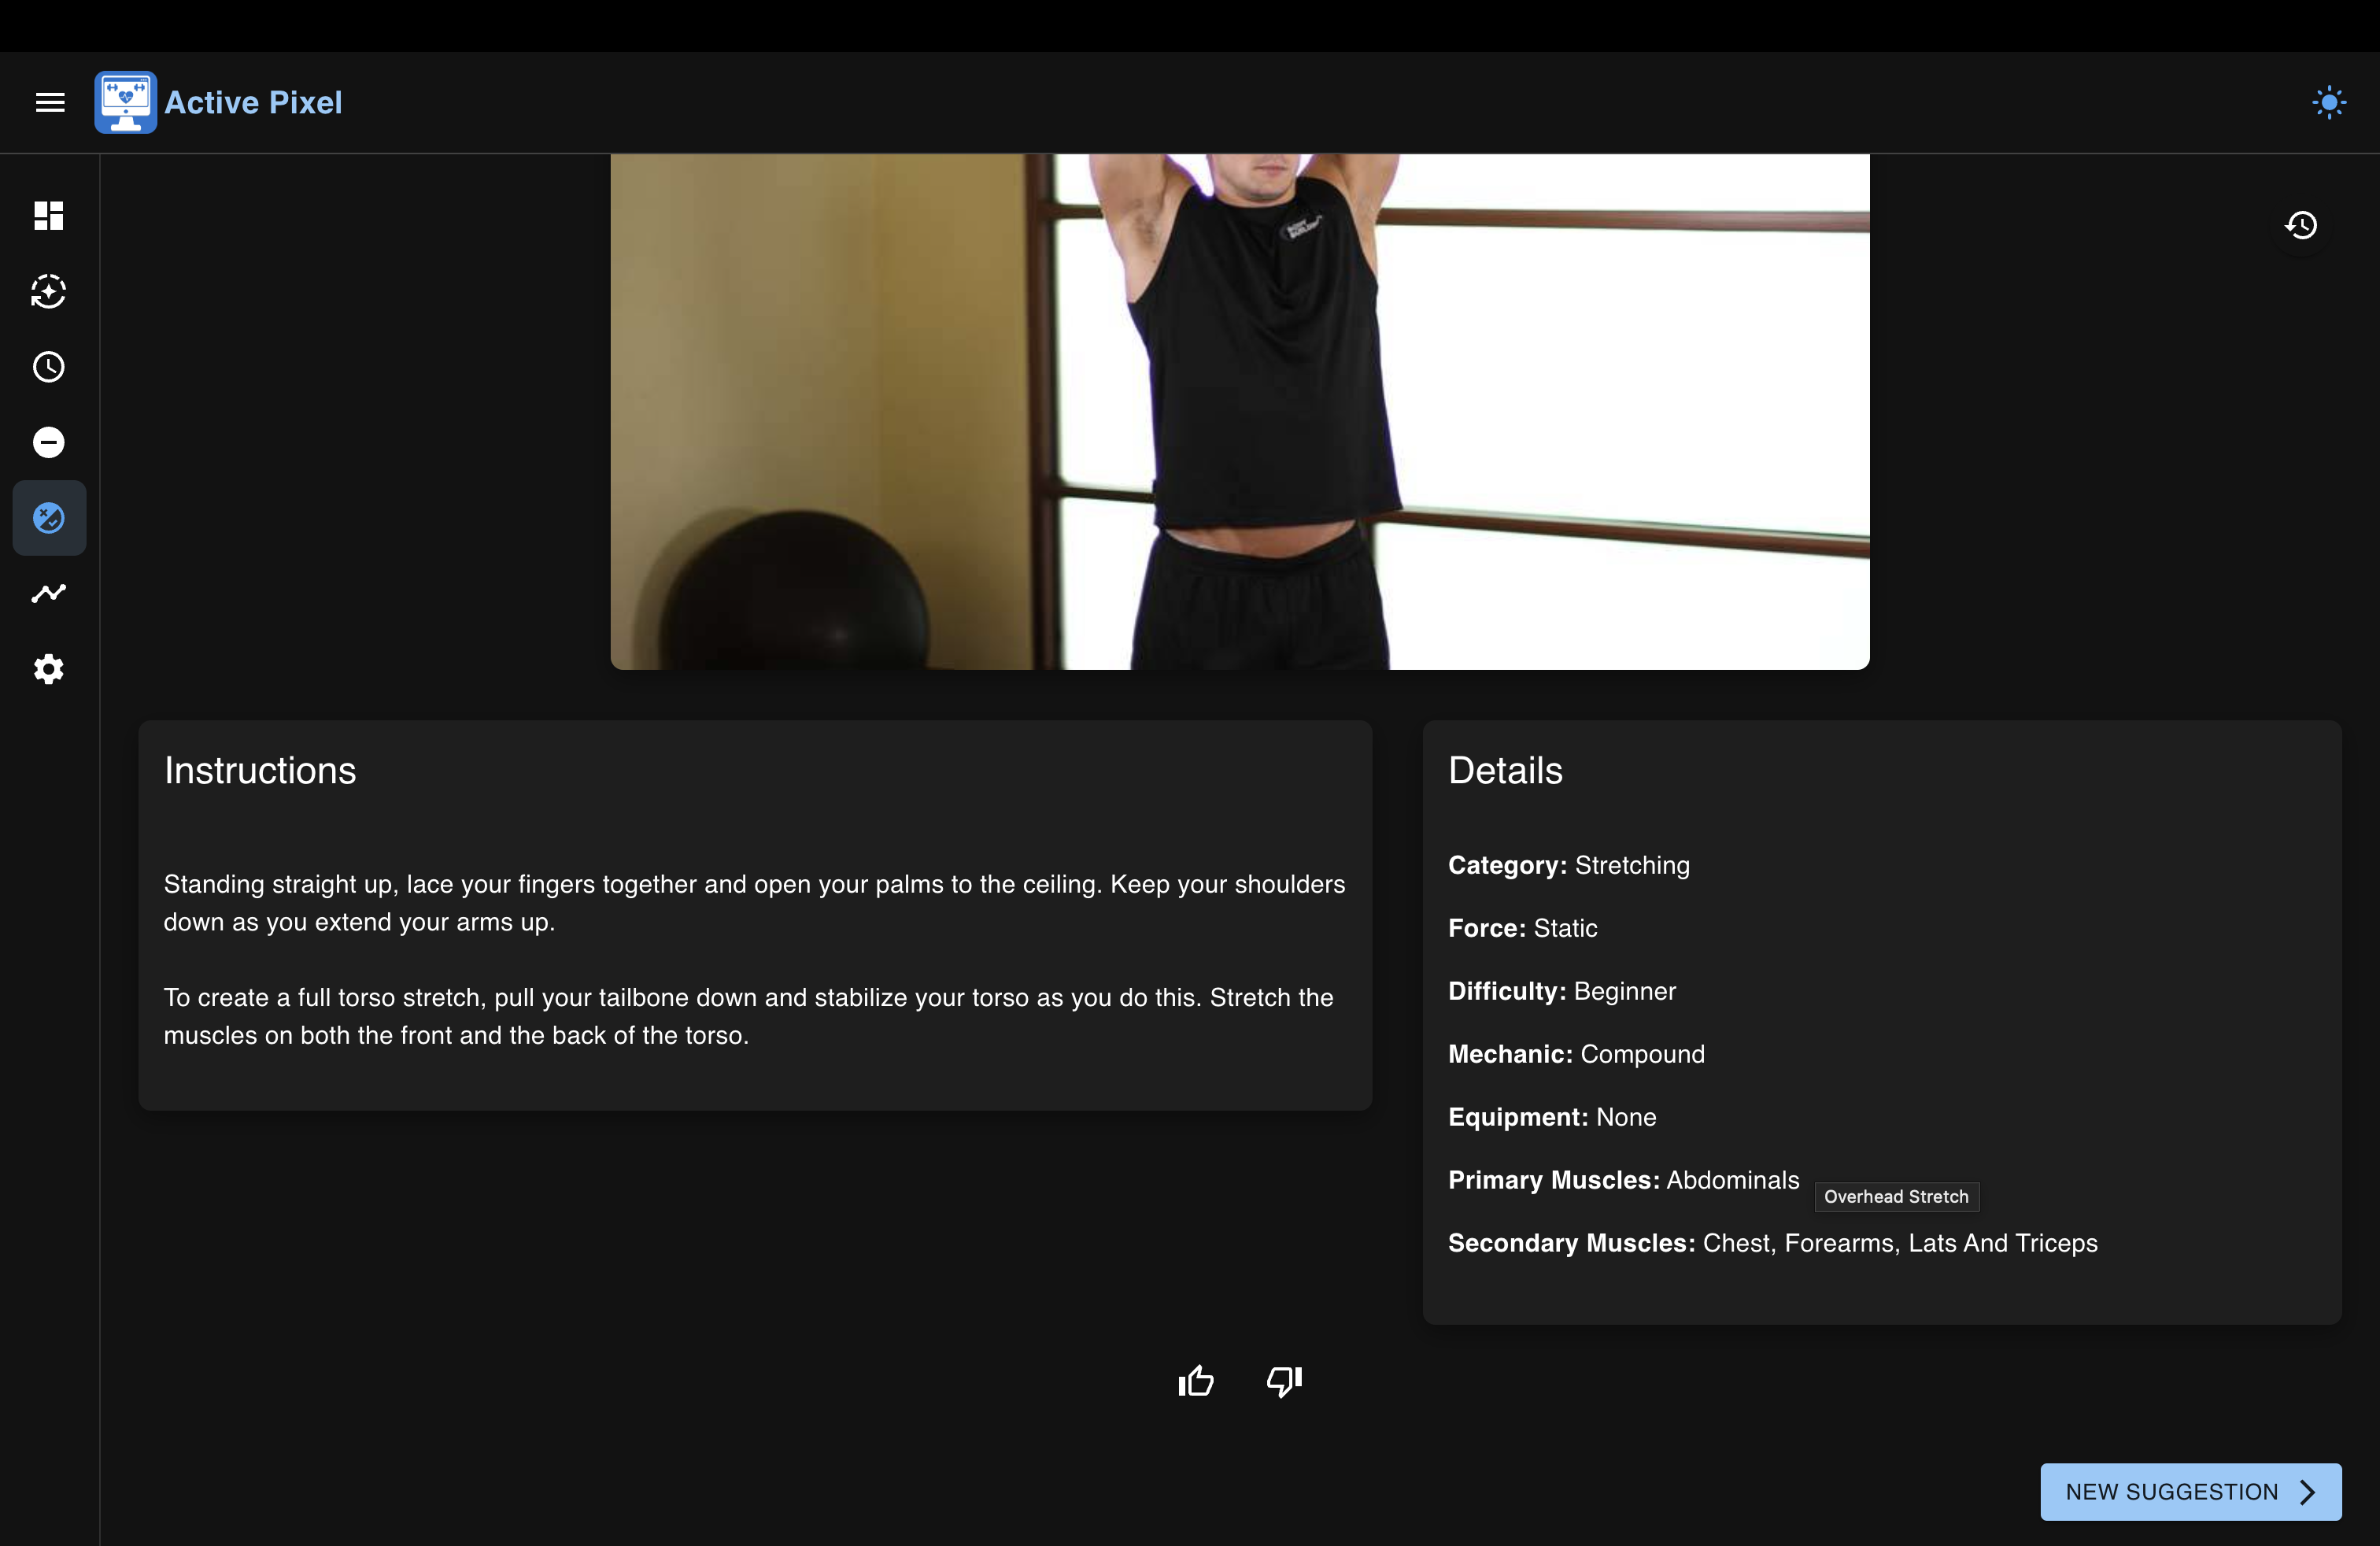 Active Pixel
Instructions
Standing straight up, lace your fingers together and open your palms to the ceiling. Keep your shoulders
down as you extend your arms up.
To create a full torso stretch, pull your tailbone down and stabilize your torso as you do this. Stretch the
muscles on both the front and the back of the torso.
Details
Category: Stretching
Force: Static
Difficulty: Beginner
Mechanic: Compound
Equipment: None
Primary Muscles: Abdominals
Overhead Stretch
Secondary Muscles: Chest, Forearms, Lats And Triceps
NEW SUGGESTION